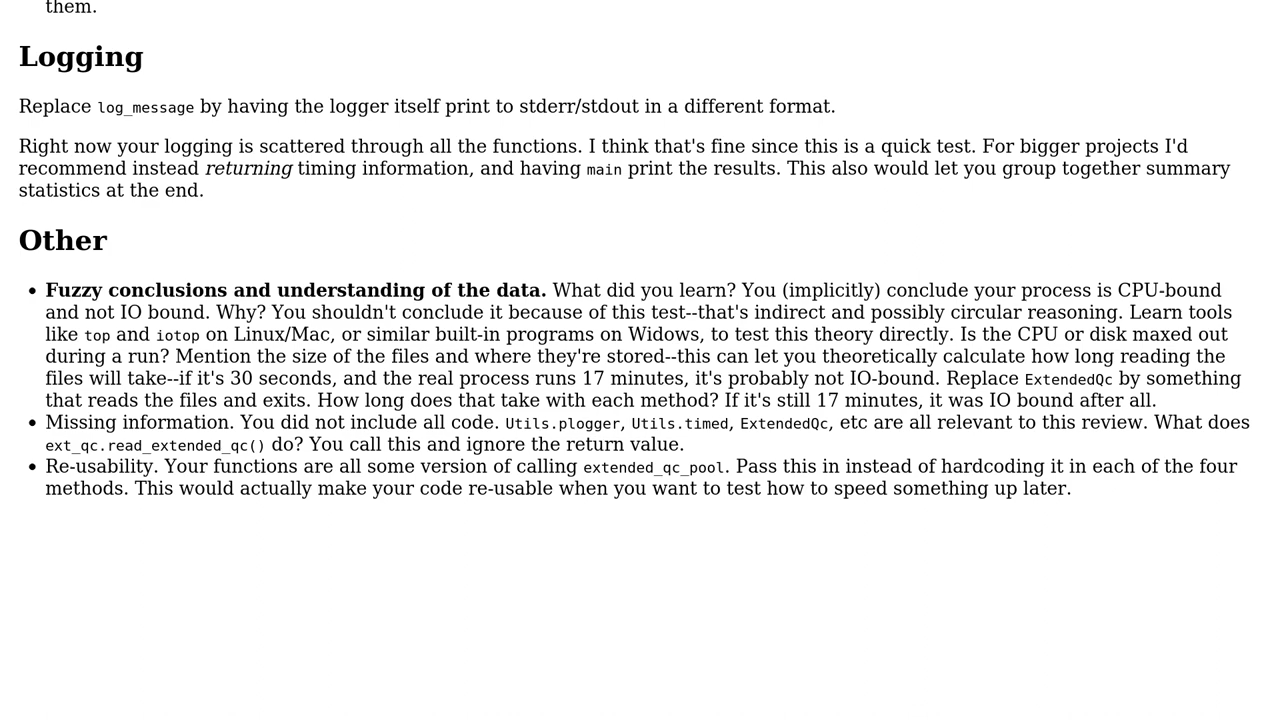 them.
Logging
Replace log_message by having the logger itself print to stderr/stdout in a different format.
Right now your logging is scattered through all the functions. I think that's fine since this is a quick test. For bigger projects I'd
recommend instead returning timing information, and having main print the results. This also would let you group together summary
statistics at the end.
Other
• Fuzzy conclusions and understanding of the data. What did you learn? You (implicitly) conclude your process is CPU-bound
and not IO bound. Why? You shouldn't conclude it because of this test--that's indirect and possibly circular reasoning. Learn tools
like top and iotop on Linux/Mac, or similar built-in programs on Widows, to test this theory directly. Is the CPU or disk maxed out
during a run? Mention the size of the files and where they're stored--this can let you theoretically calculate how long reading the
files will take--if it's 30 seconds, and the real process runs 17 minutes, it's probably not IO-bound. Replace ExtendedQc by something
that reads the files and exits. How long does that take with each method? If it's still 17 minutes, it was IO bound after all.
• Missing information. You did not include all code. Utils.plogger, Utils.timed, ExtendedQc, etc are all relevant to this review. What does
ext_qc.read_extended_qc() do? You call this and ignore the return value.
• Re-usability. Your functions are all some version of calling extended_qc_pool. Pass this in instead of hardcoding it in each of the four
methods. This would actually make your code re-usable when you want to test how to speed something up later.